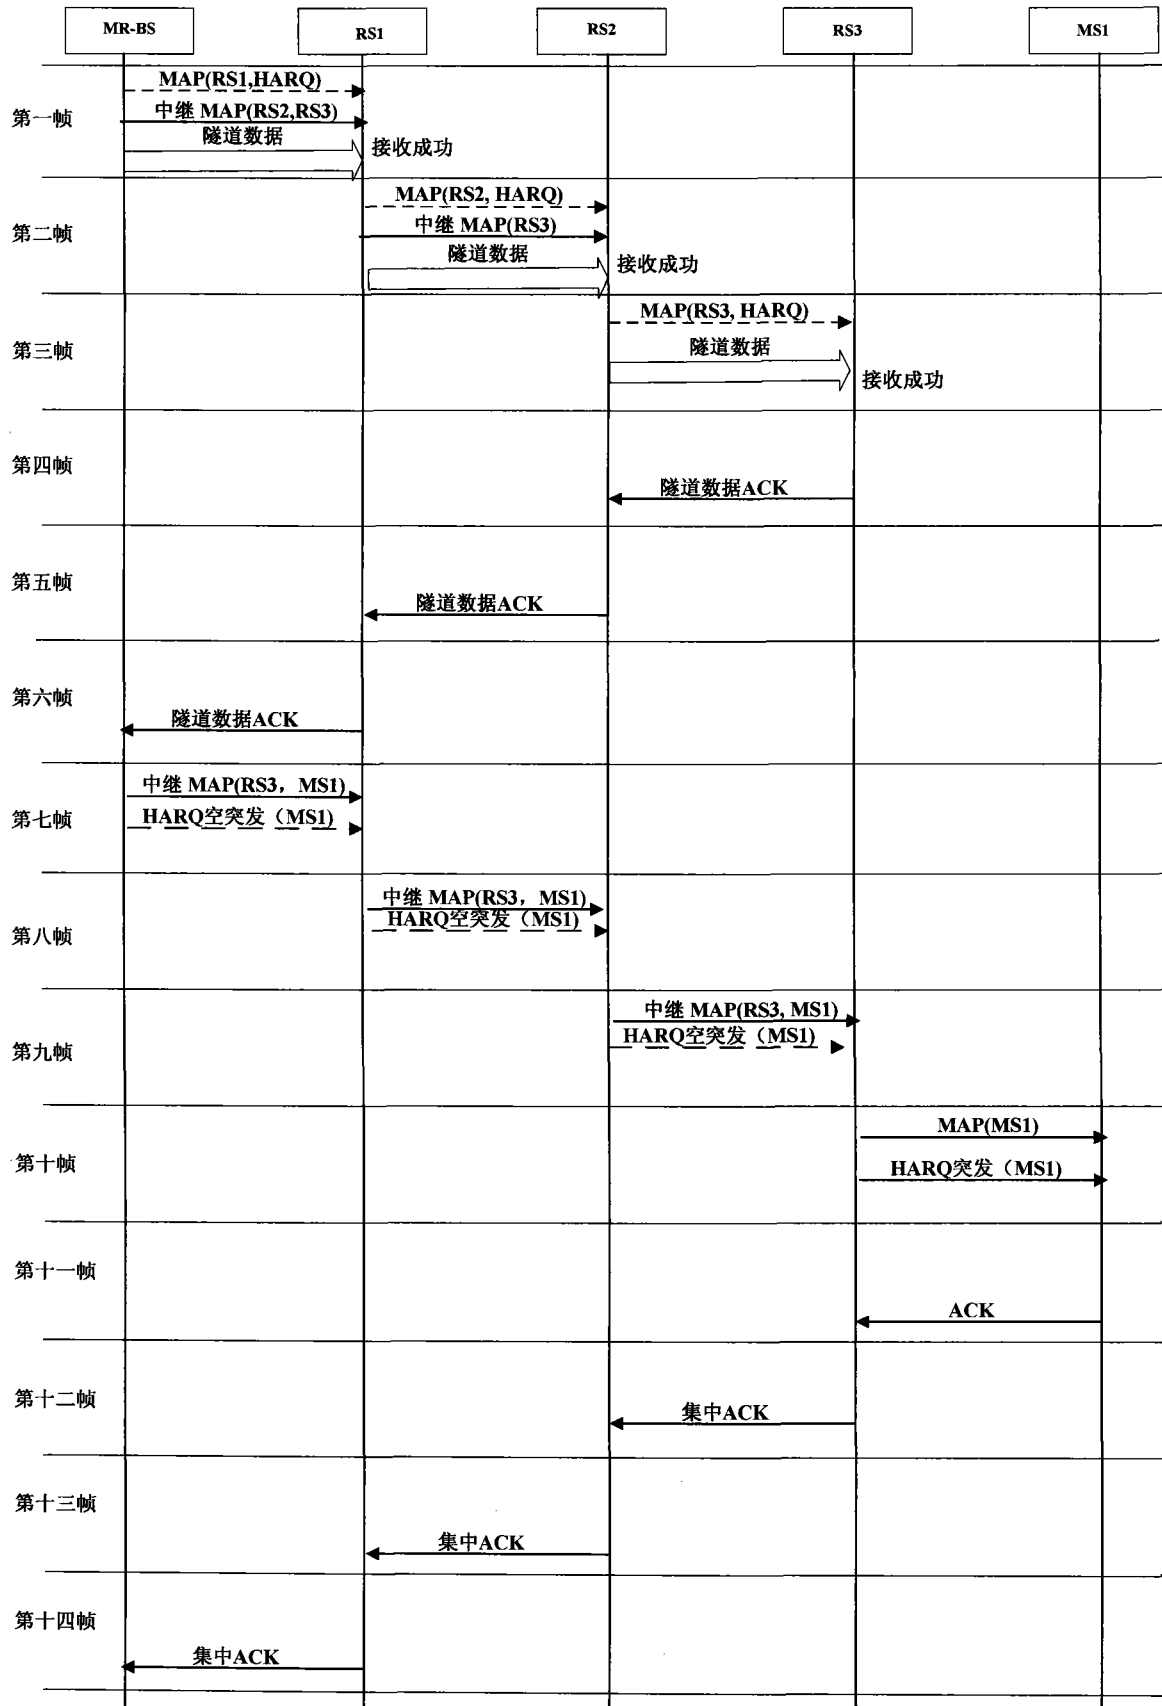 MR-BS
RS1
RS2
RS3
MS1
第一帧
MAP(RS1,HARQ)
中继 MAP(RS2,RS3)
隧道数据
接收成功
第二帧
MAP(RS2, HARQ)
中继 MAP(RS3)
隧道数据
接收成功
第三帧
MAP(RS3, HARQ)
隧道数据
接收成功
第四帧
隧道数据ACK
第五帧
隧道数据ACK
第六帧
隧道数据ACK
第七帧
中继 MAP(RS3，MS1)
HARQ空突发（MS1)
第八帧
中继 MAP(RS3，MS1)
HARQ空突发（MS1)
第九帧
中继 MAP(RS3, MS1)
HARQ空突发（MS1)
第十帧
MAP(MS1)
HARQ突发（MS1)
第十一帧
ACK
第十二帧
集中ACK
第十三帧
集中ACK
第十四帧
集中ACK